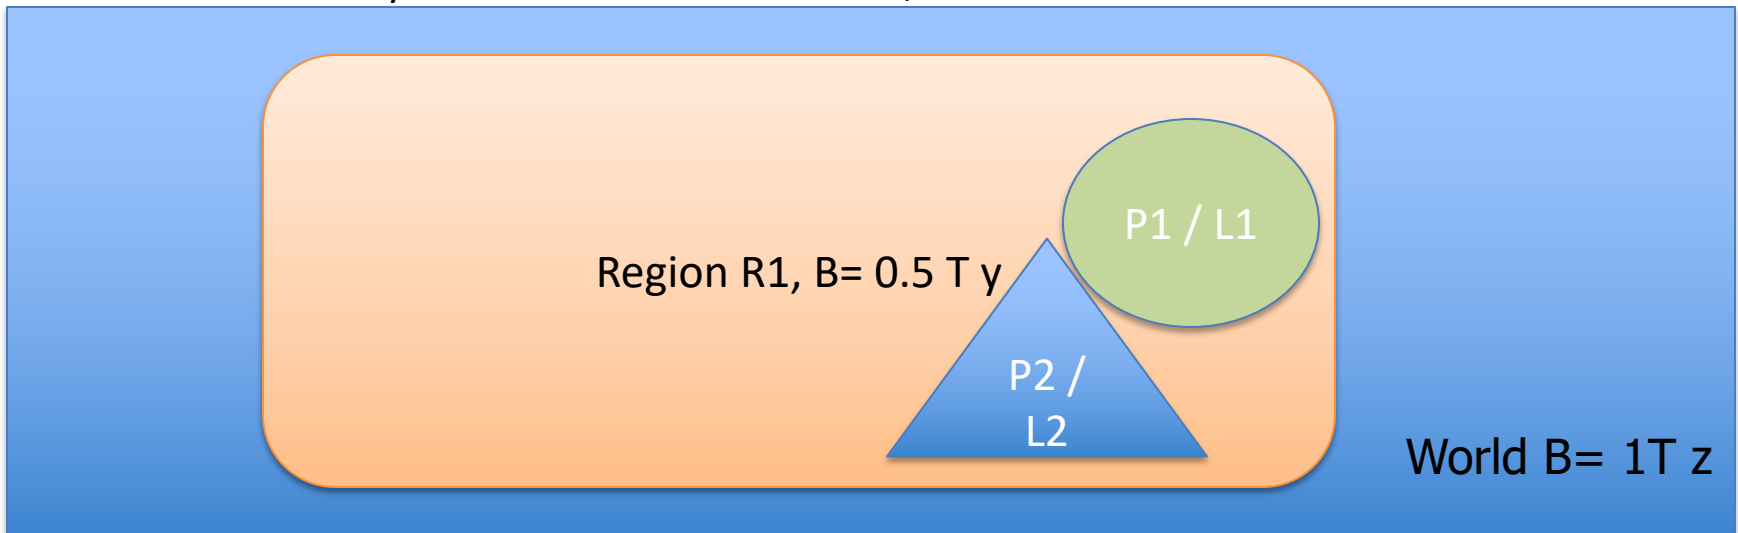 P1 / L1
Region R1, B= 0.5 T y
P2 /
L2
World B= 1T z